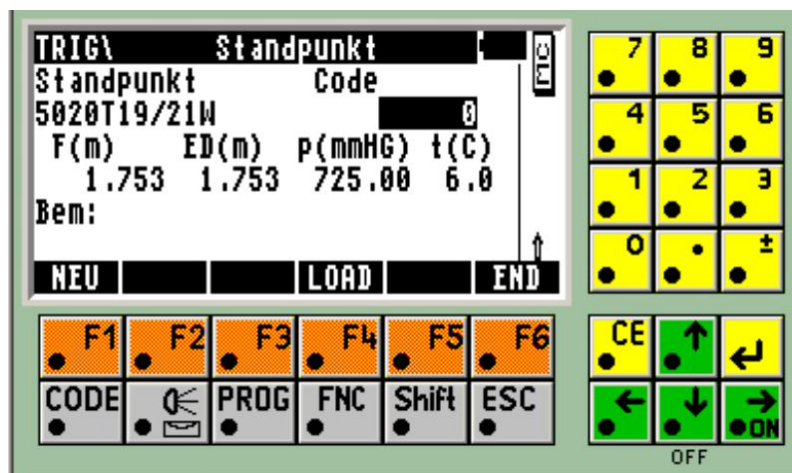 TRIG\ Standpunkt
Standpunkt Code
5020T19/21W 0
F(m) ED(m) p(mmHG) t(C)
1.753 1.753 725.00 6.0
Bem:
NEU LOAD END
F1 F2 F3 F4 F5 F6
CODE PROG FNC Shift ESC
7 8 9
4 5 6
1 2 3
0 . ±
CE
ON
OFF